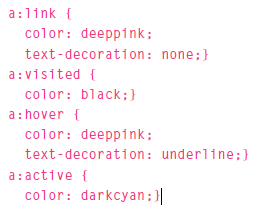 a:link {
  color: deeppink;
  text-decoration: none;}
a:visited {
  color: black;}
a:hover {
  color: deeppink;
  text-decoration: underline;}
a:active {
  color: darkcyan;}